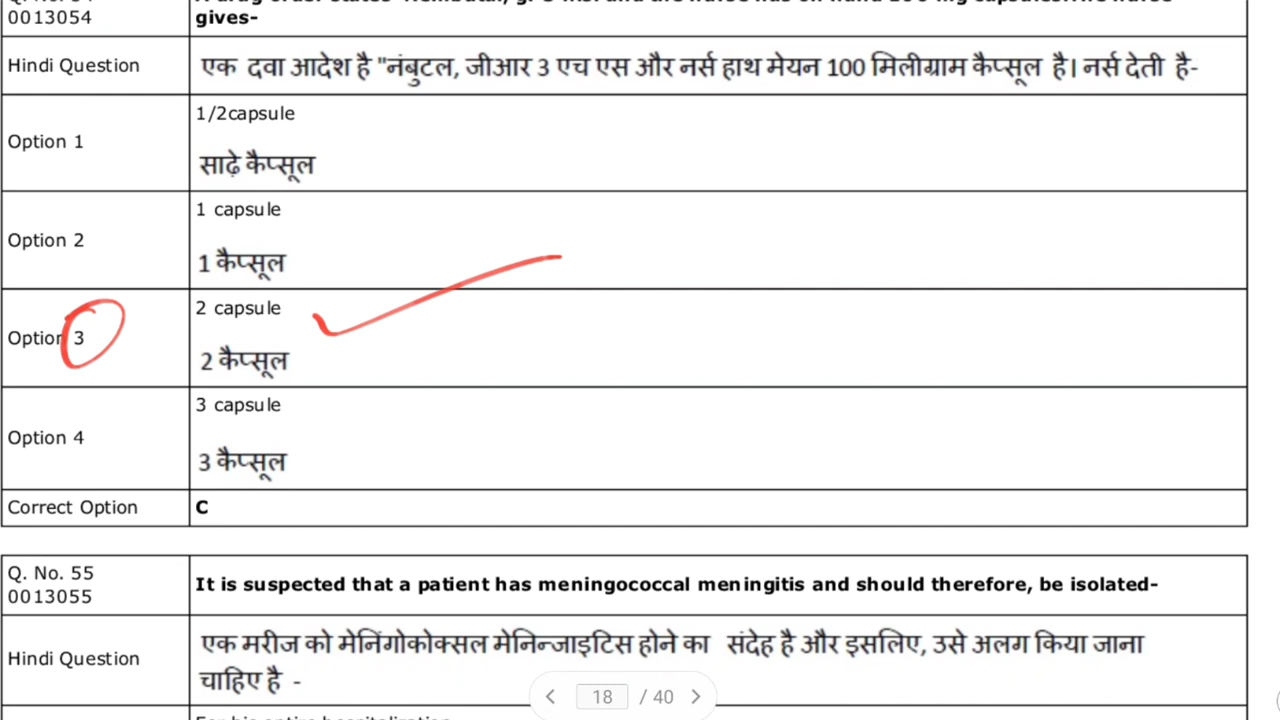 0013054
gives-
Hindi Question
एक दवा आदेश है "नंबुटल, जीआर 3 एच एस और नर्स हाथ मेयन 100 मिलीग्राम कैप्सूल है। नर्स देती है-
Option 1
1/2capsule
साढ़े कैप्सूल
Option 2
1 capsule
1 कैप्सूल
Option 3
2 capsule
2 कैप्सूल
Option 4
3 capsule
3 कैप्सूल
Correct Option
C
Q. No. 55
0013055
It is suspected that a patient has meningococcal meningitis and should therefore, be isolated-
Hindi Question
एक मरीज को मेनिंगोकोक्सल मेनिन्जाइटिस होने का संदेह है और इसलिए, उसे अलग किया जाना
चाहिए है -
18 / 40